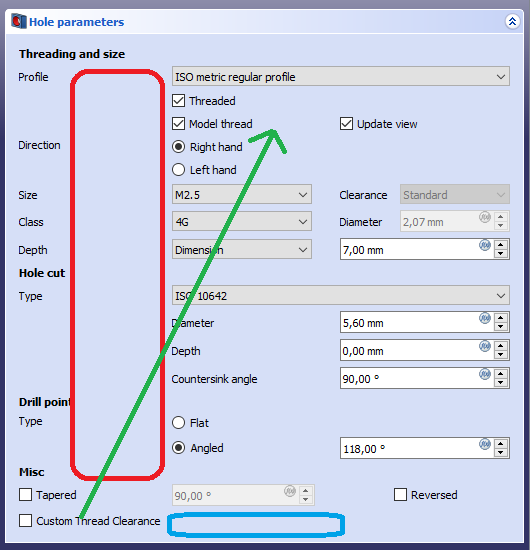 Hole parameters
Threading and size
Profile ISO metric regular profile
Threaded
Model thread Update view
Direction Right hand
Left hand
Size M2.5 Clearance Standard
Class 4G Diameter 2,07 mm
Depth Dimension 7,00 mm
Hole cut
Type ISO 10642
Diameter 5,60 mm
Depth 0,00 mm
Countersink angle 90,00 °
Drill point
Type Flat
Angled 118,00 °
Misc
Tapered 90,00 ° Reversed
Custom Thread Clearance